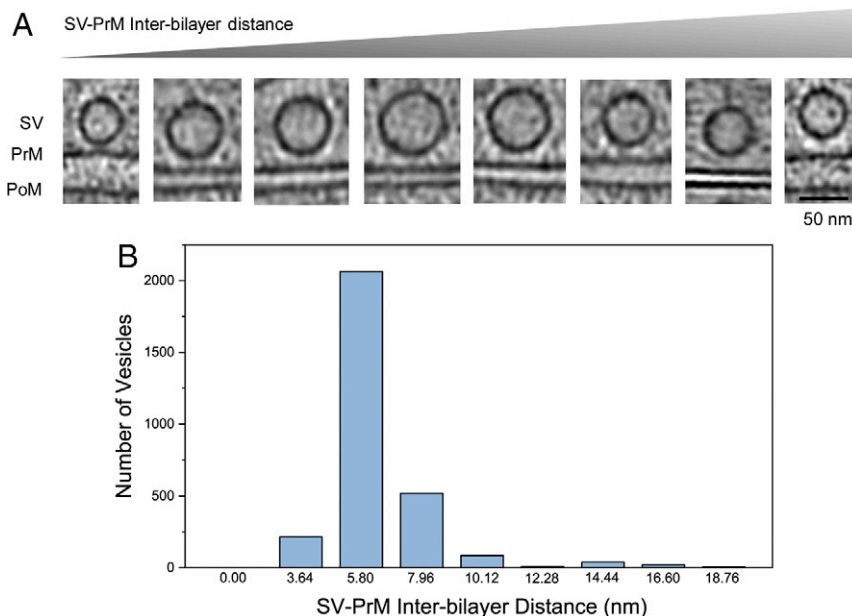 A
SV-PrM Inter-bilayer distance
SV
PrM
PoM
50 nm
B
Number of Vesicles
2000
1500
1000
500
0
0.00 3.64 5.80 7.96 10.12 12.28 14.44 16.60 18.76
SV-PrM Inter-bilayer Distance (nm)